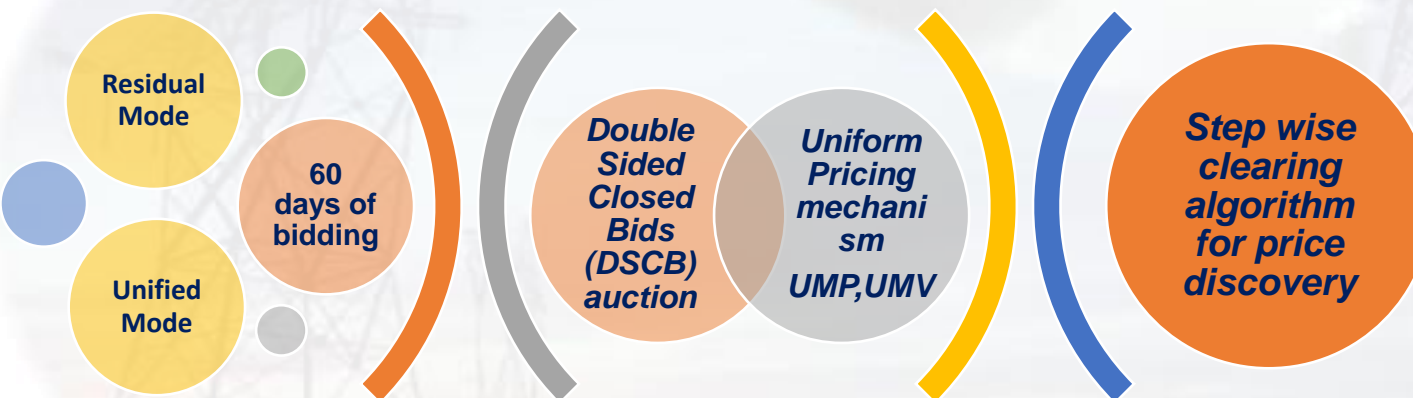 Residual
Mode
60
days of
bidding
Unified
Mode
Double
Sided
Closed
Bids
(DSCB)
auction
Uniform
Pricing
mechani
sm
UMP,UMV
Step wise
clearing
algorithm
for price
discovery